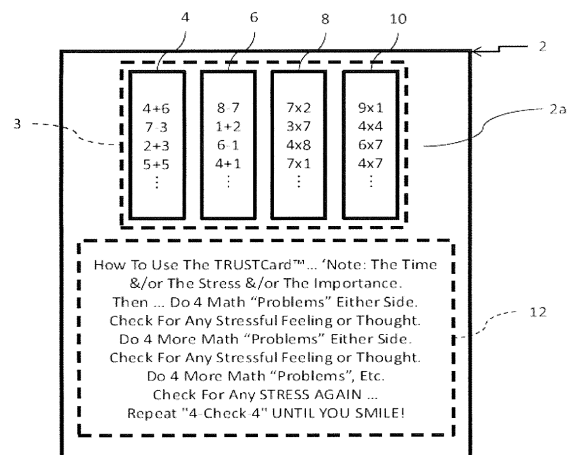 4 6 8 10
2
4+6 8-7 7x2 9x1
2a
7-3 1+2 3x7 4x4
3
2+3 6-1 4x8 6x7
5+5 4+1 7x1 4x7
⋮ ⋮ ⋮ ⋮
How To Use The TRUSTCard™... ‘Note: The Time
&/or The Stress &/or The Importance.
Then ... Do 4 Math “Problems” Either Side.
Check For Any Stressful Feeling or Thought.
Do 4 More Math “Problems” Either Side.
12
Check For Any Stressful Feeling or Thought.
Do 4 More Math “Problems”, Etc.
Check For Any STRESS AGAIN ...
Repeat "4-Check-4" UNTIL YOU SMILE!